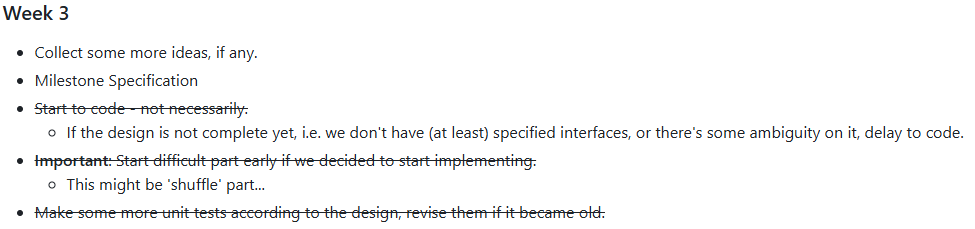 Week 3
Collect some more ideas, if any.
Milestone Specification
Start to code - not necessarily.
If the design is not complete yet, i.e. we don't have (at least) specified interfaces, or there's some ambiguity on it, delay to code.
Important: Start difficult part early if we decided to start implementing.
This might be 'shuffle' part...
Make some more unit tests according to the design, revise them if it became old.